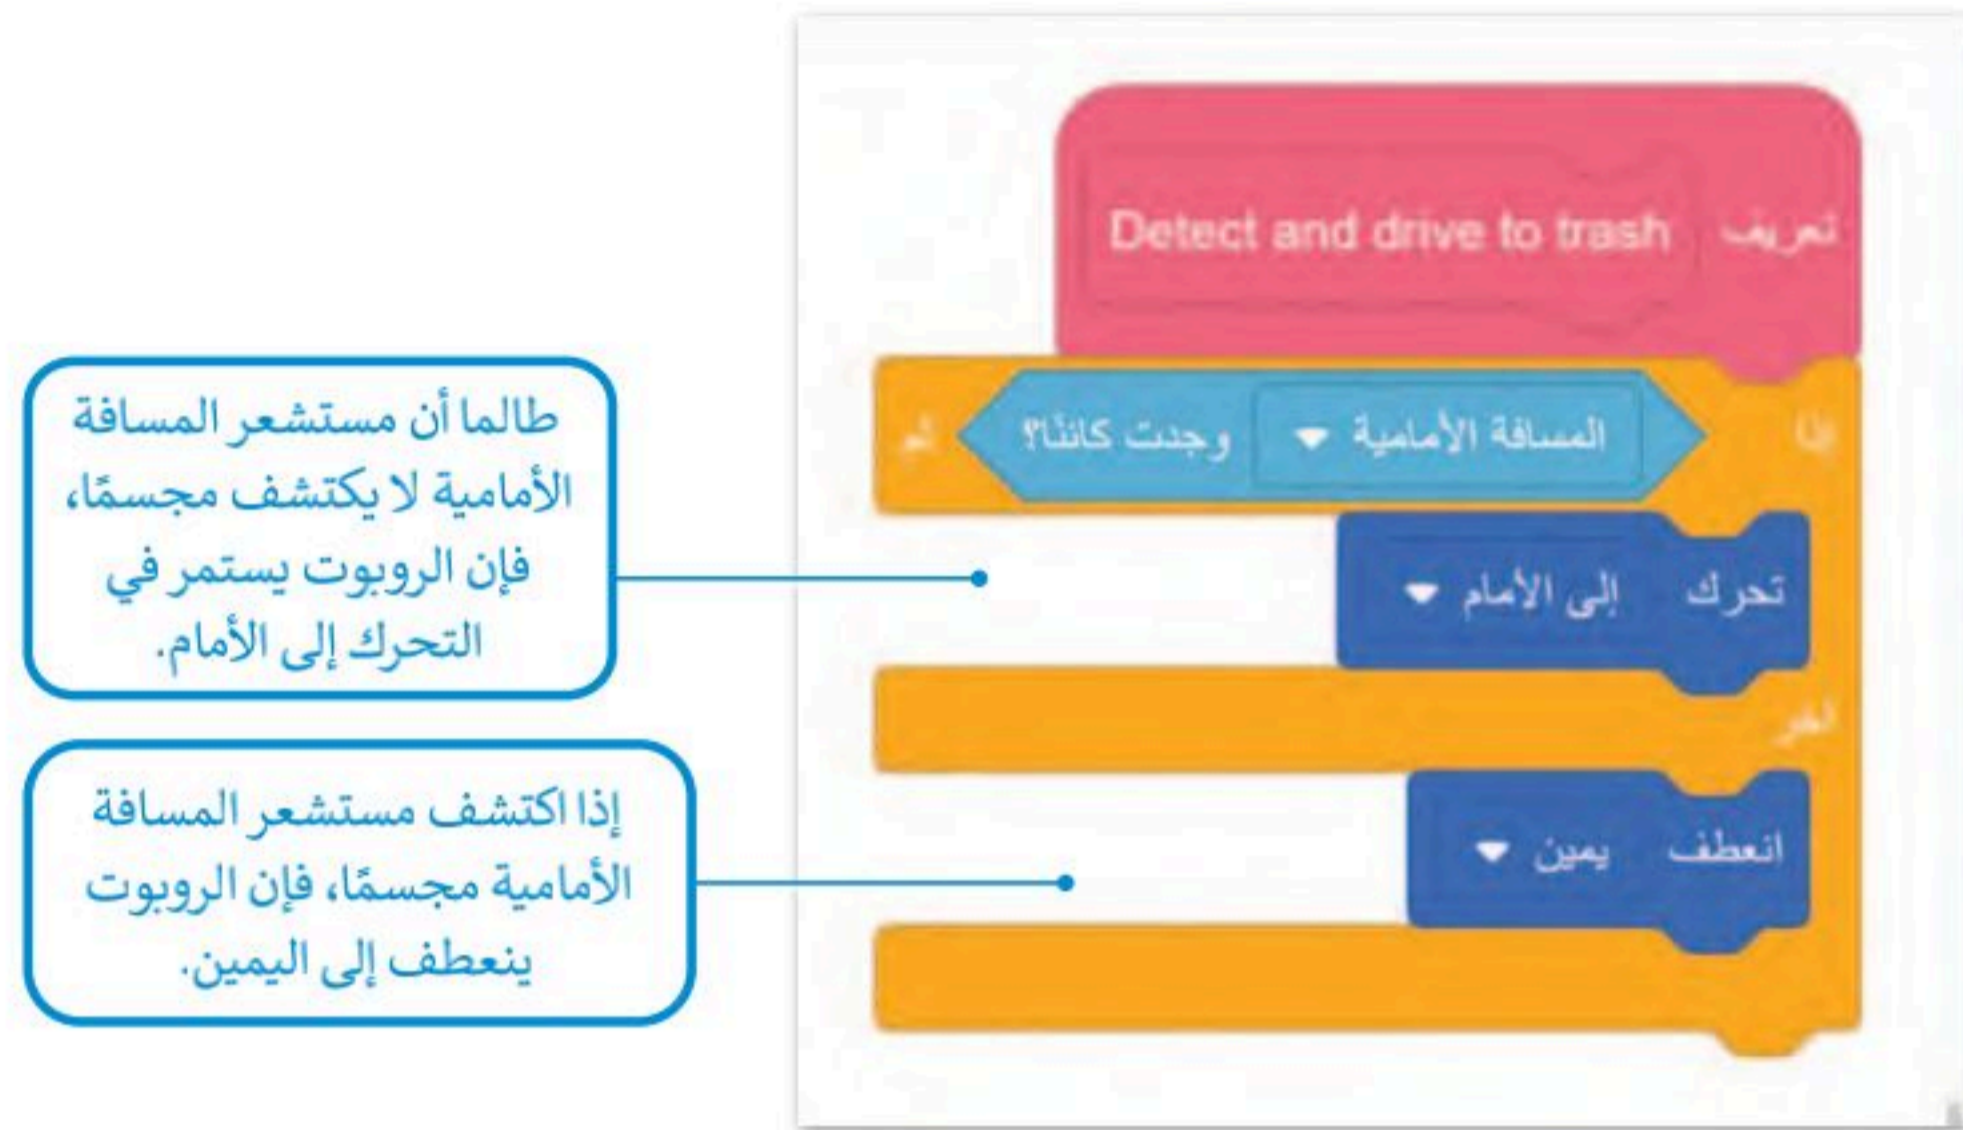 تعريف Detect and drive to trash
إذا المسافة الأمامية وجدت كائنًا؟ ثم
تحرك إلى الأمام
انعطف يمين
طالما أن مستشعر المسافة
الأمامية لا يكتشف مجسمًا،
فإن الروبوت يستمر في
التحرك إلى الأمام.
إذا اكتشف مستشعر المسافة
الأمامية مجسمًا، فإن الروبوت
ينعطف إلى اليمين.